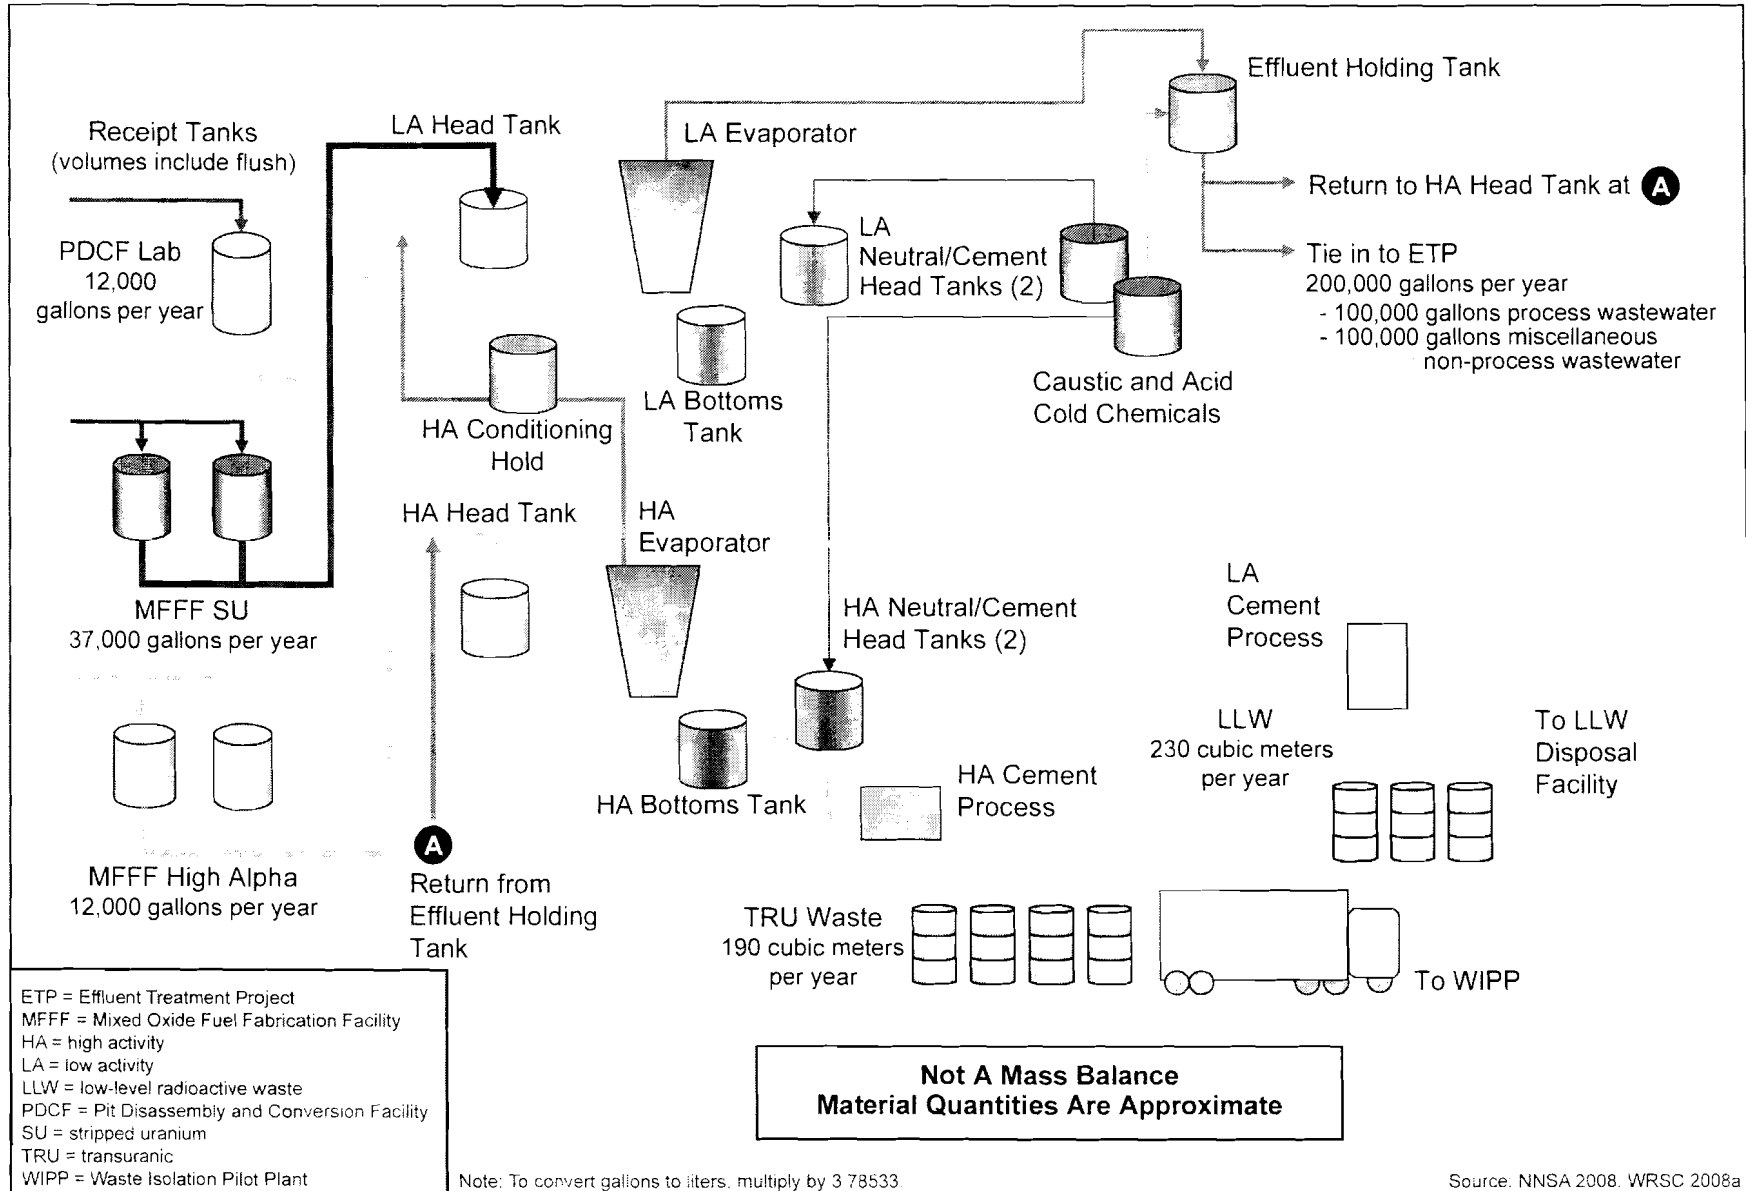 Receipt Tanks
(volumes include flush)
PDCF Lab
12,000
gallons per year
MFFF SU
37,000 gallons per year
MFFF High Alpha
12,000 gallons per year
LA Head Tank
HA Conditioning
Hold
HA Head Tank
A
Return from
Effluent Holding
Tank
LA Evaporator
LA Bottoms
Tank
HA
Evaporator
HA Bottoms Tank
LA
Neutral/Cement
Head Tanks (2)
Caustic and Acid
Cold Chemicals
HA Neutral/Cement
Head Tanks (2)
HA Cement
Process
Effluent Holding Tank
Return to HA Head Tank at A
Tie in to ETP
200,000 gallons per year
- 100,000 gallons process wastewater
- 100,000 gallons miscellaneous
non-process wastewater
LA
Cement
Process
LLW
230 cubic meters
per year
To LLW
Disposal
Facility
TRU Waste
190 cubic meters
per year
To WIPP
ETP = Effluent Treatment Project
MFFF = Mixed Oxide Fuel Fabrication Facility
HA = high activity
LA = low activity
LLW = low-level radioactive waste
PDCF = Pit Disassembly and Conversion Facility
SU = stripped uranium
TRU = transuranic
WIPP = Waste Isolation Pilot Plant
Not A Mass Balance
Material Quantities Are Approximate
Note: To convert gallons to liters, multiply by 3.78533.
Source: NNSA 2008, WRSC 2008a